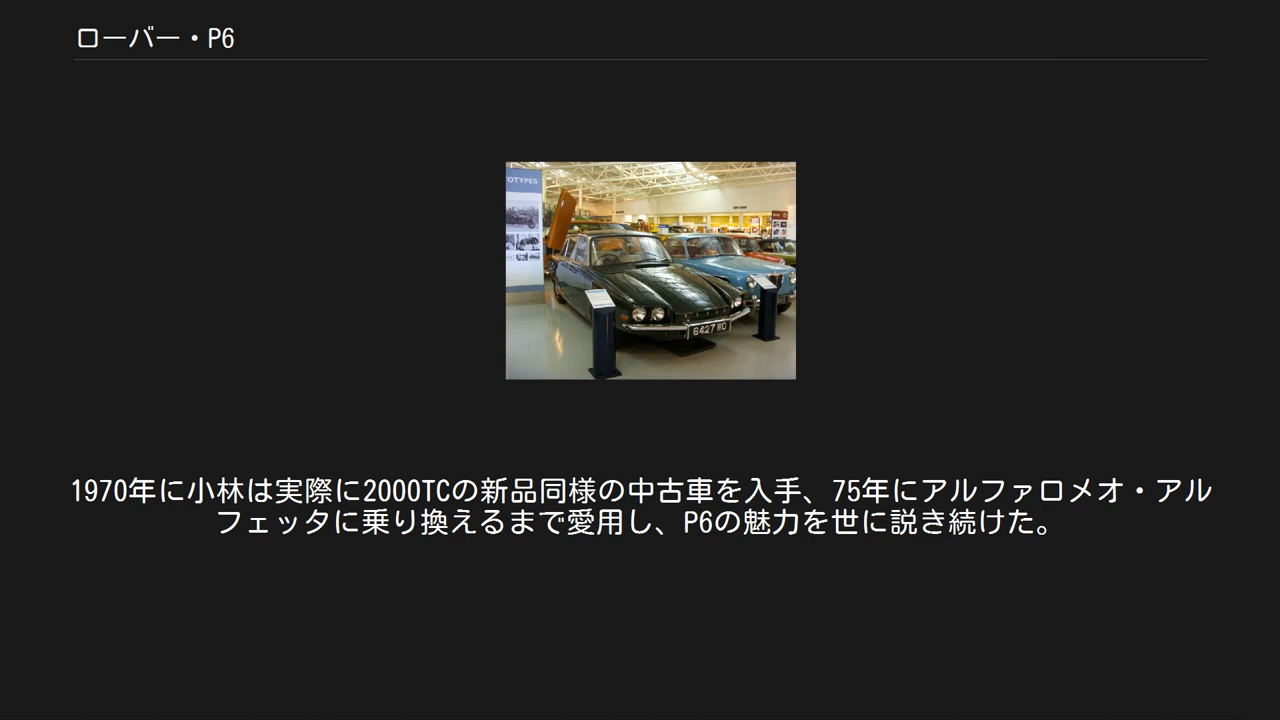 ローバー・P6
OTYPES
6427 WD
1970年に小林は実際に2000TCの新品同様の中古車を入手、75年にアルファロメオ・アル
フェッタに乗り換えるまで愛用し、P6の魅力を世に説き続けた。